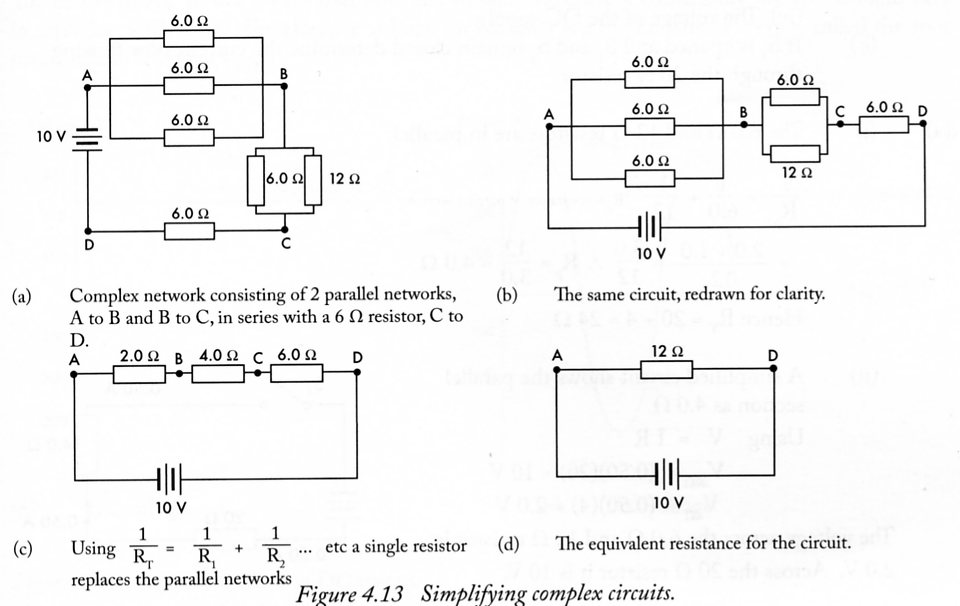 6.0 Ω
6.0 Ω
A
B
6.0 Ω
10 V
6.0 Ω
12 Ω
6.0 Ω
D
C
6.0 Ω
6.0 Ω
A
6.0 Ω
B
C
6.0 Ω
D
6.0 Ω
12 Ω
10 V
(a) Complex network consisting of 2 parallel networks,
A to B and B to C, in series with a 6 Ω resistor, C to
D.
(b) The same circuit, redrawn for clarity.
A 2.0 Ω B 4.0 Ω C 6.0 Ω D
10 V
A 12 Ω D
10 V
(c) Using 1/R_T = 1/R_1 + 1/R_2 ... etc a single resistor
replaces the parallel networks
(d) The equivalent resistance for the circuit.
Figure 4.13 Simplifying complex circuits.